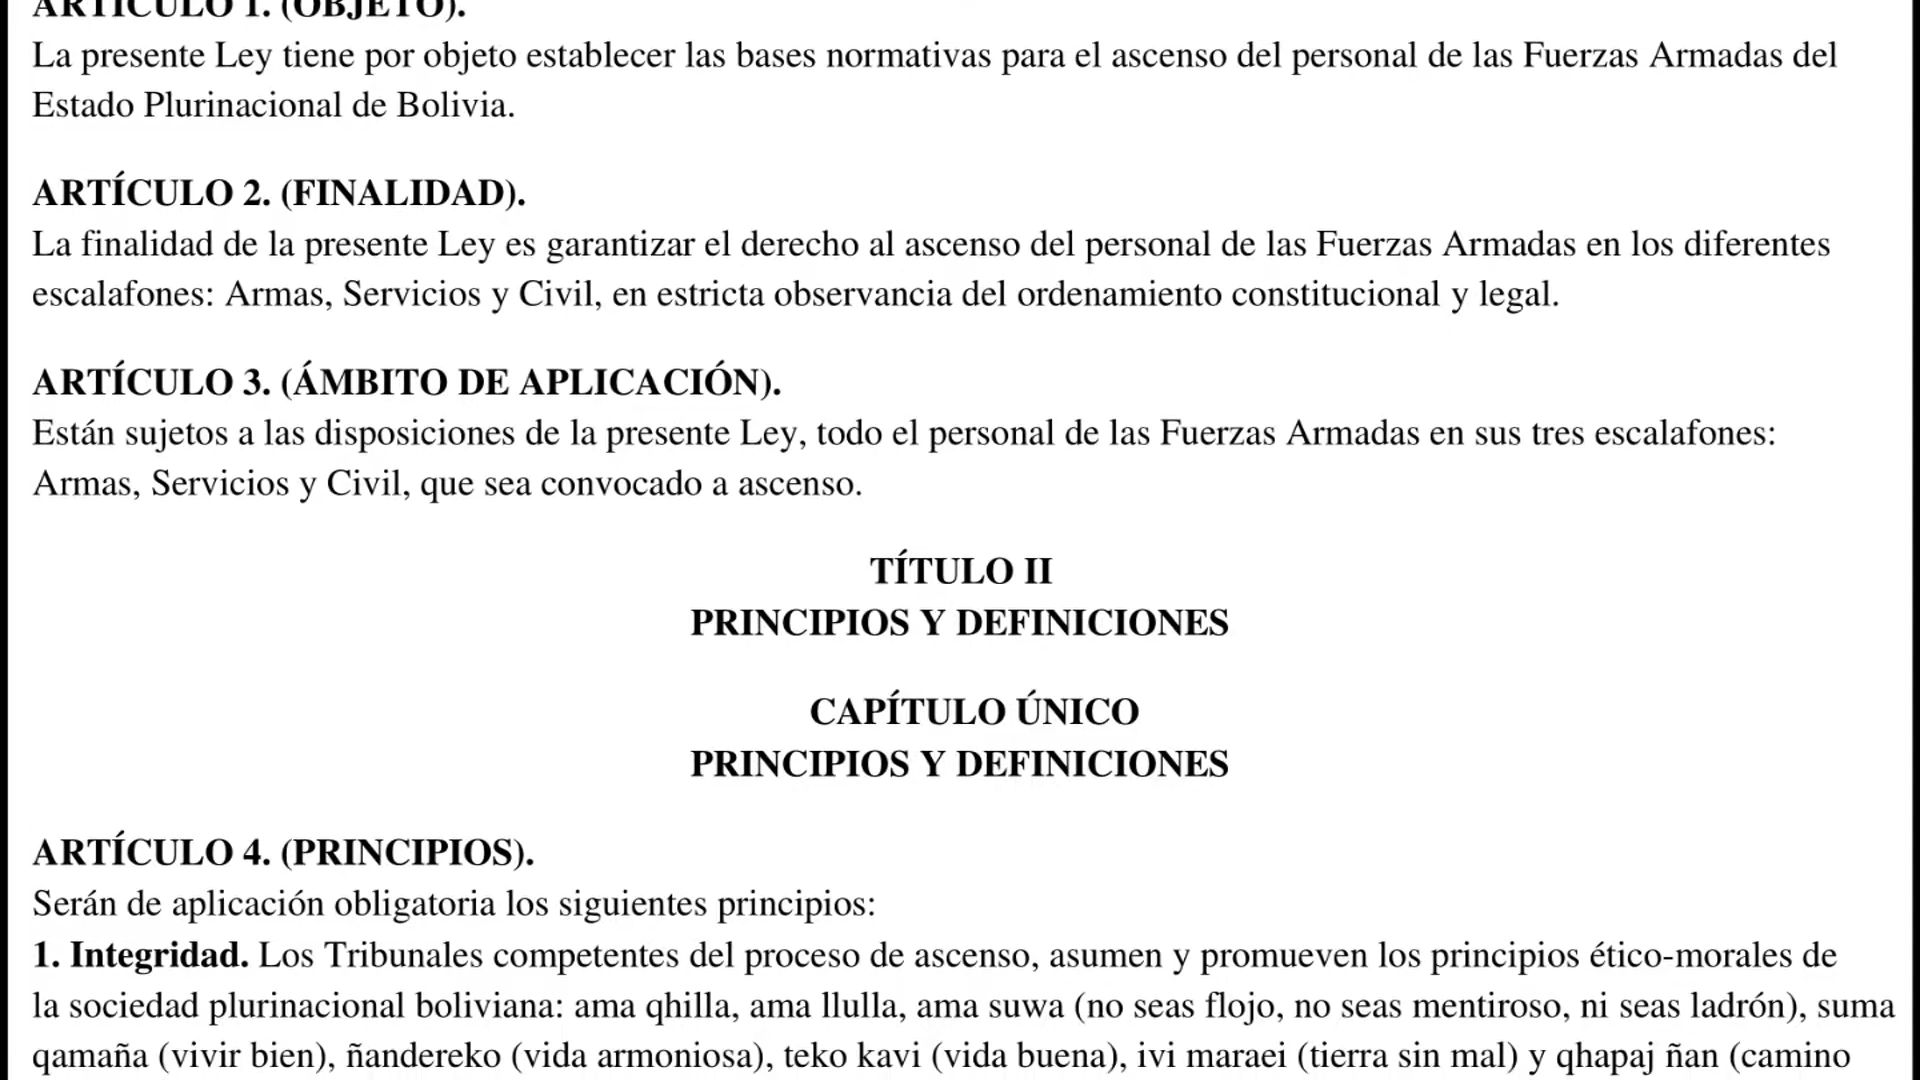 ARTÍCULO 1. (OBJETO).
La presente Ley tiene por objeto establecer las bases normativas para el ascenso del personal de las Fuerzas Armadas del
Estado Plurinacional de Bolivia.
ARTÍCULO 2. (FINALIDAD).
La finalidad de la presente Ley es garantizar el derecho al ascenso del personal de las Fuerzas Armadas en los diferentes
escalafones: Armas, Servicios y Civil, en estricta observancia del ordenamiento constitucional y legal.
ARTÍCULO 3. (ÁMBITO DE APLICACIÓN).
Están sujetos a las disposiciones de la presente Ley, todo el personal de las Fuerzas Armadas en sus tres escalafones:
Armas, Servicios y Civil, que sea convocado a ascenso.
TÍTULO II
PRINCIPIOS Y DEFINICIONES
CAPÍTULO ÚNICO
PRINCIPIOS Y DEFINICIONES
ARTÍCULO 4. (PRINCIPIOS).
Serán de aplicación obligatoria los siguientes principios:
1. Integridad. Los Tribunales competentes del proceso de ascenso, asumen y promueven los principios ético-morales de
la sociedad plurinacional boliviana: ama qhilla, ama llulla, ama suwa (no seas flojo, no seas mentiroso, ni seas ladrón), suma
qamaña (vivir bien), ñandereko (vida armoniosa), teko kavi (vida buena), ivi maraei (tierra sin mal) y qhapaj ñan (camino